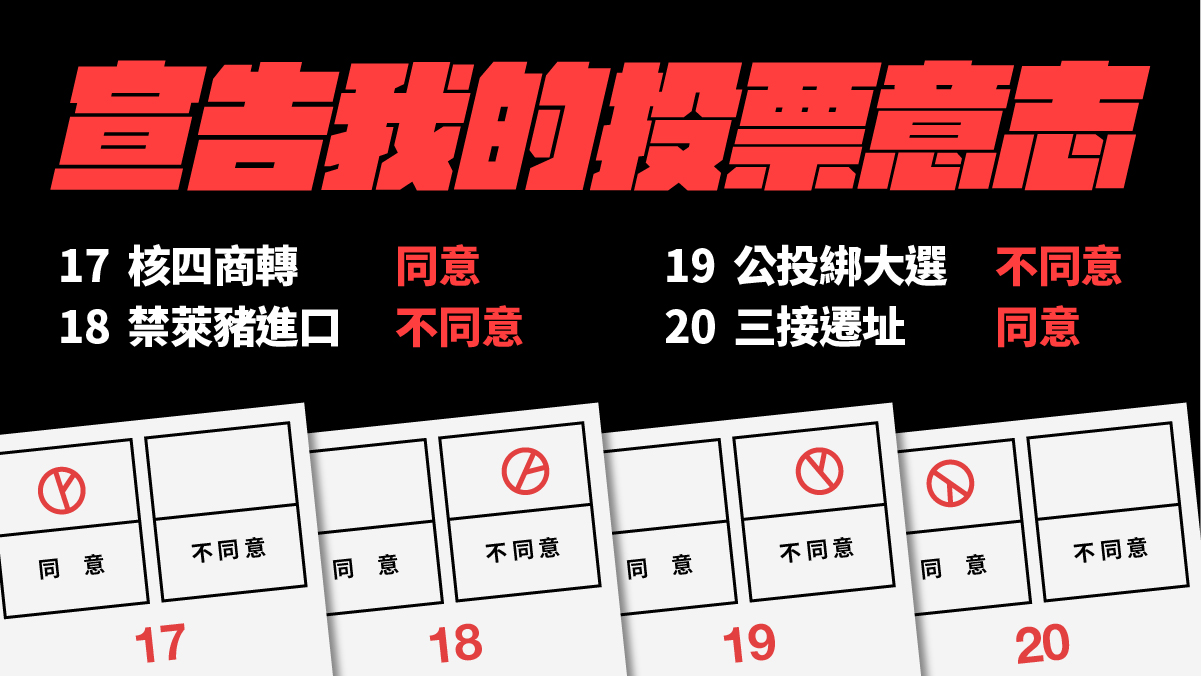 宣告我的投票意志
17 核四商轉 同意
18 禁萊豬進口 不同意
19 公投綁大選 不同意
20 三接遷址 同意
同 意
不同意
17
同 意
不同意
18
同 意
不同意
19
同 意
不同意
20